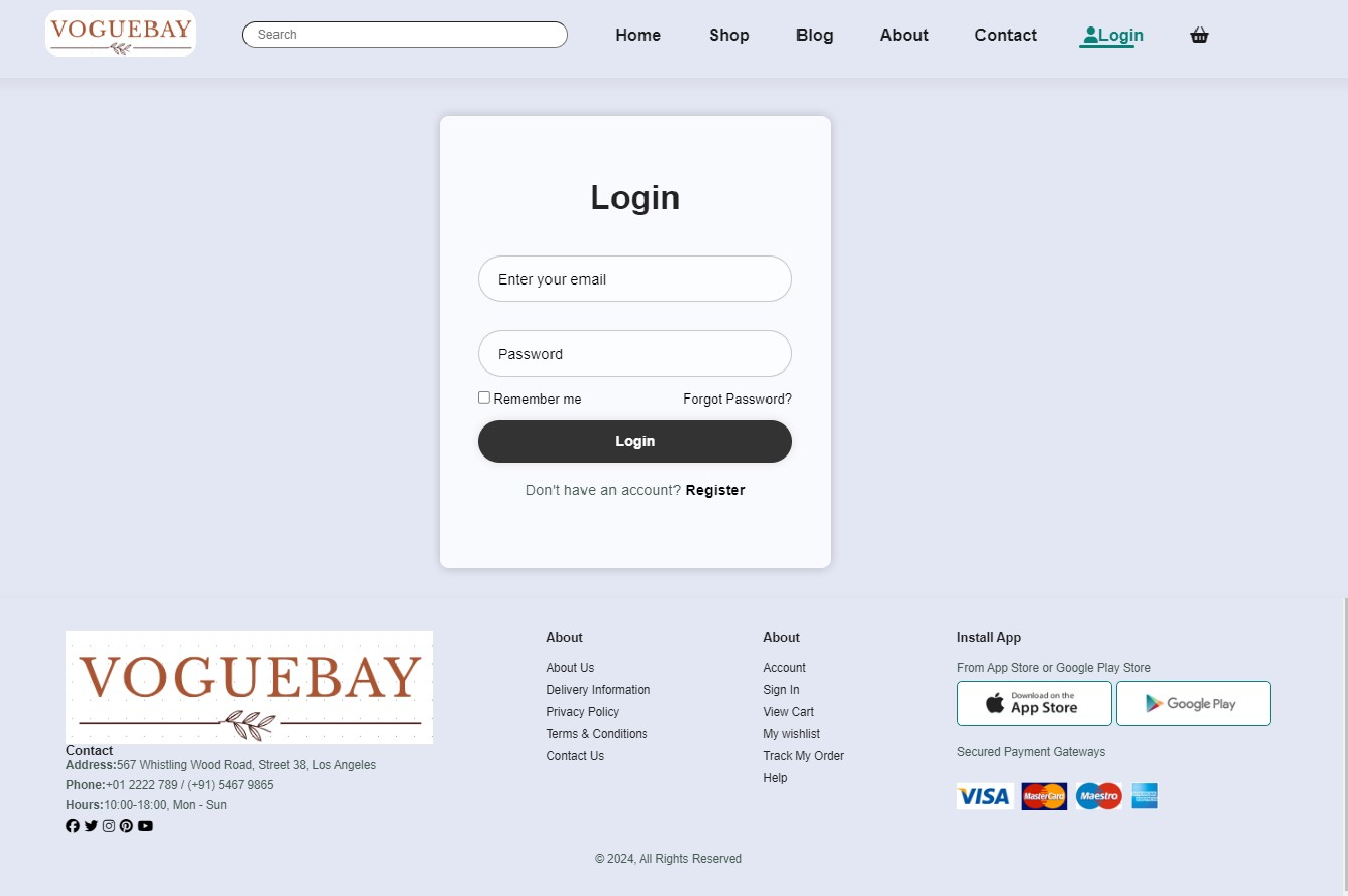 VOGUEBAY
Search
Home
Shop
Blog
About
Contact
Login
Login
Enter your email
Password
Remember me
Forgot Password?
Login
Don't have an account? Register
VOGUEBAY
Contact
Address:567 Whistling Wood Road, Street 38, Los Angeles
Phone:+01 2222 789 / (+91) 5467 9865
Hours:10:00-18:00, Mon - Sun
About
About Us
Delivery Information
Privacy Policy
Terms & Conditions
Contact Us
About
Account
Sign In
View Cart
My wishlist
Track My Order
Help
Install App
From App Store or Google Play Store
Download on the
App Store
Google Play
Secured Payment Gateways
VISA
MasterCard
Maestro
AMERICAN EXPRESS
© 2024, All Rights Reserved